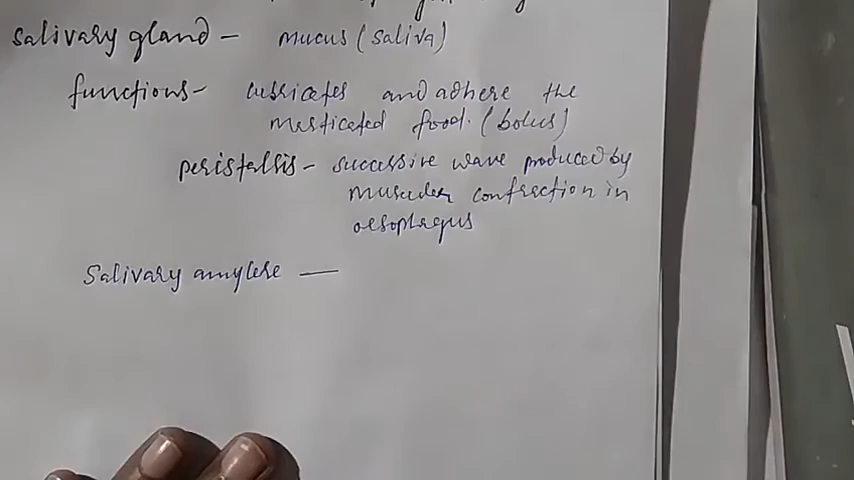 salivary gland - mucus (saliva)
functions - lubricates and adhere the
masticated food. (bolus)
peristalsis - successive wave produced by
muscular contraction in
oesophagus
Salivary amylase —